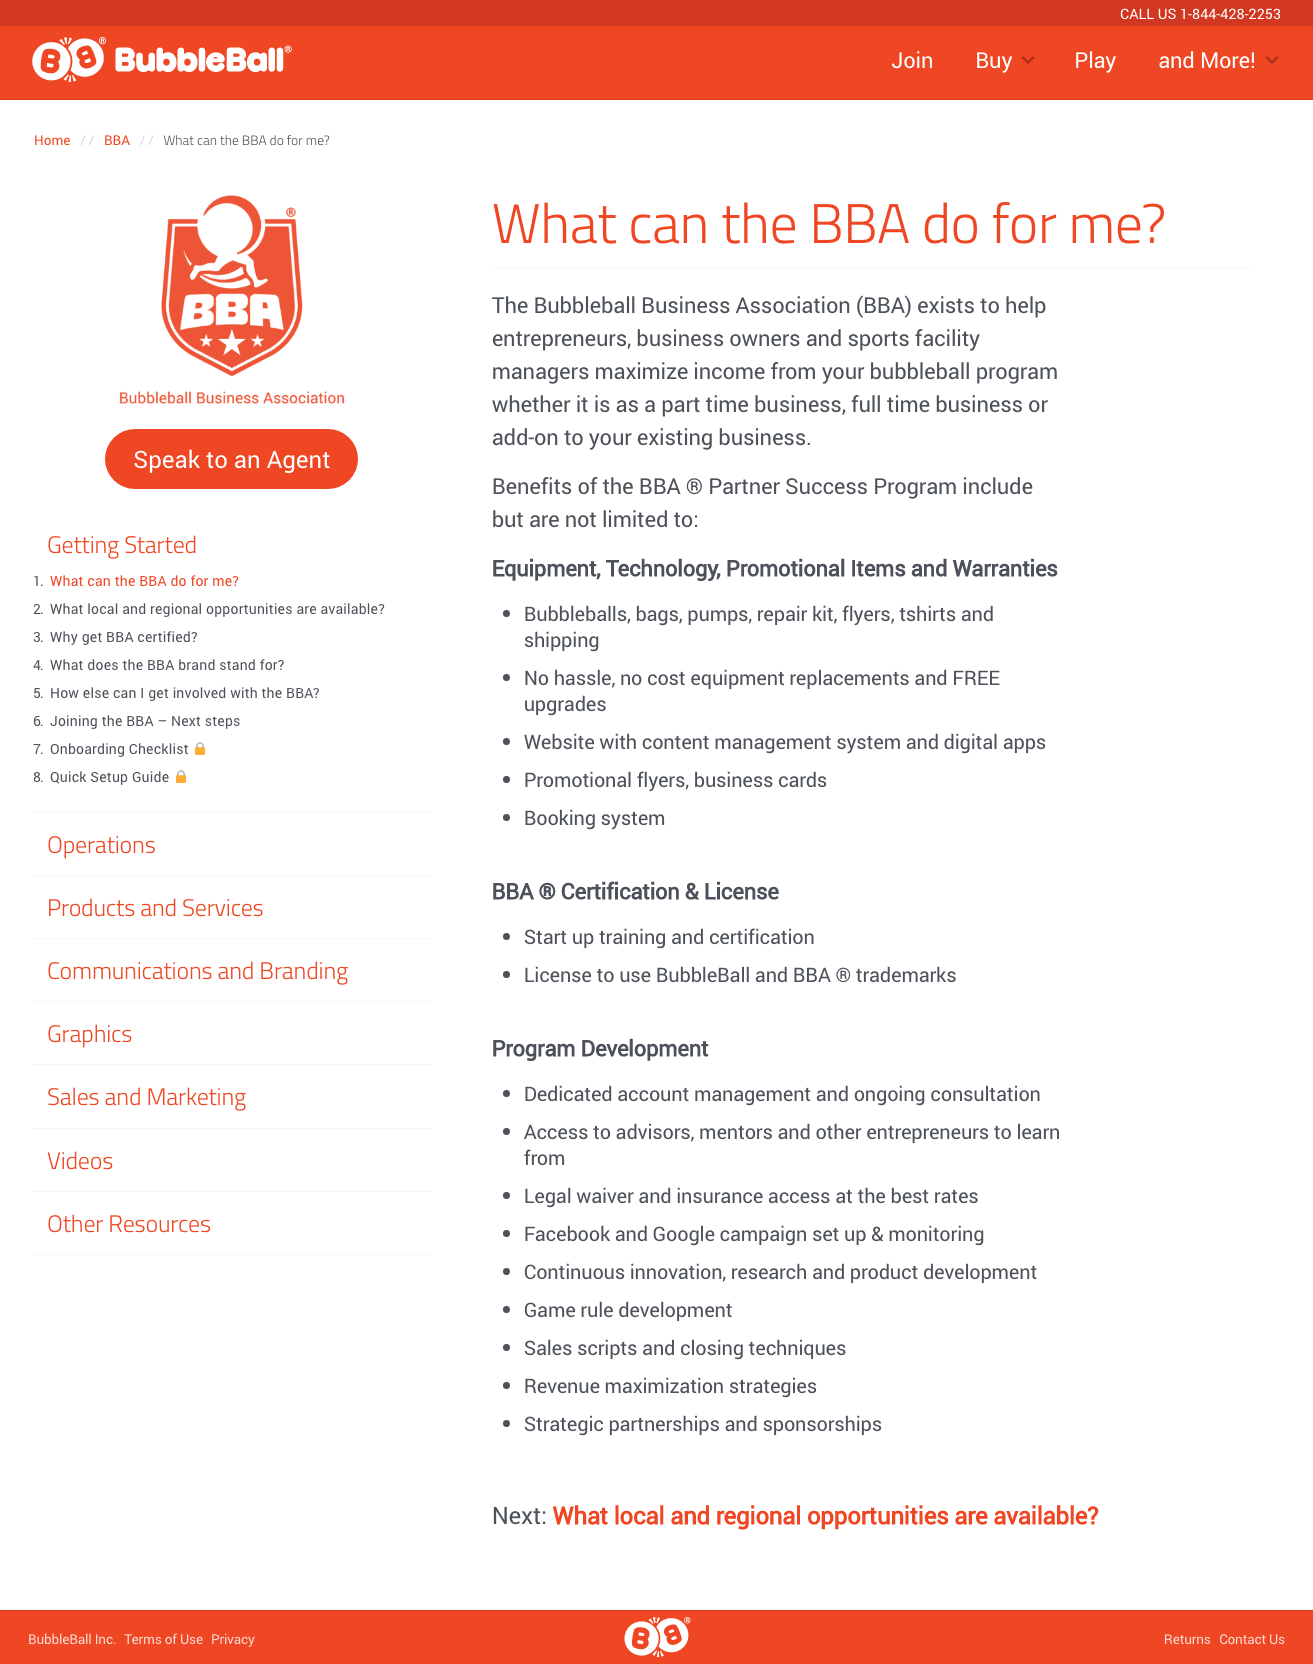 CALL US 1-844-428-2253
BB® BubbleBall®
Join Buy Play and More!
Home // BBA // What can the BBA do for me?
®
BBA
Bubbleball Business Association
Speak to an Agent
Getting Started
1. What can the BBA do for me?
2. What local and regional opportunities are available?
3. Why get BBA certified?
4. What does the BBA brand stand for?
5. How else can I get involved with the BBA?
6. Joining the BBA – Next steps
7. Onboarding Checklist 🔒
8. Quick Setup Guide 🔒
Operations
Products and Services
Communications and Branding
Graphics
Sales and Marketing
Videos
Other Resources
What can the BBA do for me?
The Bubbleball Business Association (BBA) exists to help
entrepreneurs, business owners and sports facility
managers maximize income from your bubbleball program
whether it is as a part time business, full time business or
add-on to your existing business.
Benefits of the BBA ® Partner Success Program include
but are not limited to:
Equipment, Technology, Promotional Items and Warranties
• Bubbleballs, bags, pumps, repair kit, flyers, tshirts and
shipping
• No hassle, no cost equipment replacements and FREE
upgrades
• Website with content management system and digital apps
• Promotional flyers, business cards
• Booking system
BBA ® Certification & License
• Start up training and certification
• License to use BubbleBall and BBA ® trademarks
Program Development
• Dedicated account management and ongoing consultation
• Access to advisors, mentors and other entrepreneurs to learn
from
• Legal waiver and insurance access at the best rates
• Facebook and Google campaign set up & monitoring
• Continuous innovation, research and product development
• Game rule development
• Sales scripts and closing techniques
• Revenue maximization strategies
• Strategic partnerships and sponsorships
Next: What local and regional opportunities are available?
BubbleBall Inc. Terms of Use Privacy
BB®
Returns Contact Us